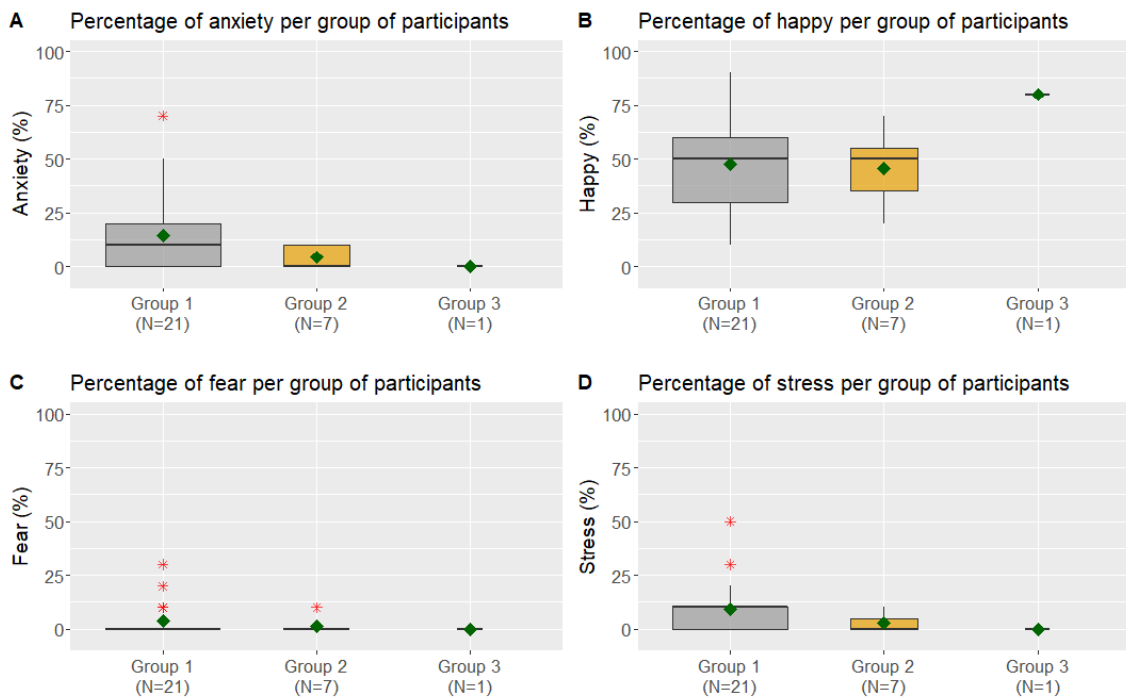 A Percentage of anxiety per group of participants
100
75
50
25
0
Anxiety (%)
Group 1
(N=21)
Group 2
(N=7)
Group 3
(N=1)
B Percentage of happy per group of participants
100
75
50
25
0
Happy (%)
Group 1
(N=21)
Group 2
(N=7)
Group 3
(N=1)
C Percentage of fear per group of participants
100
75
50
25
0
Fear (%)
Group 1
(N=21)
Group 2
(N=7)
Group 3
(N=1)
D Percentage of stress per group of participants
100
75
50
25
0
Stress (%)
Group 1
(N=21)
Group 2
(N=7)
Group 3
(N=1)